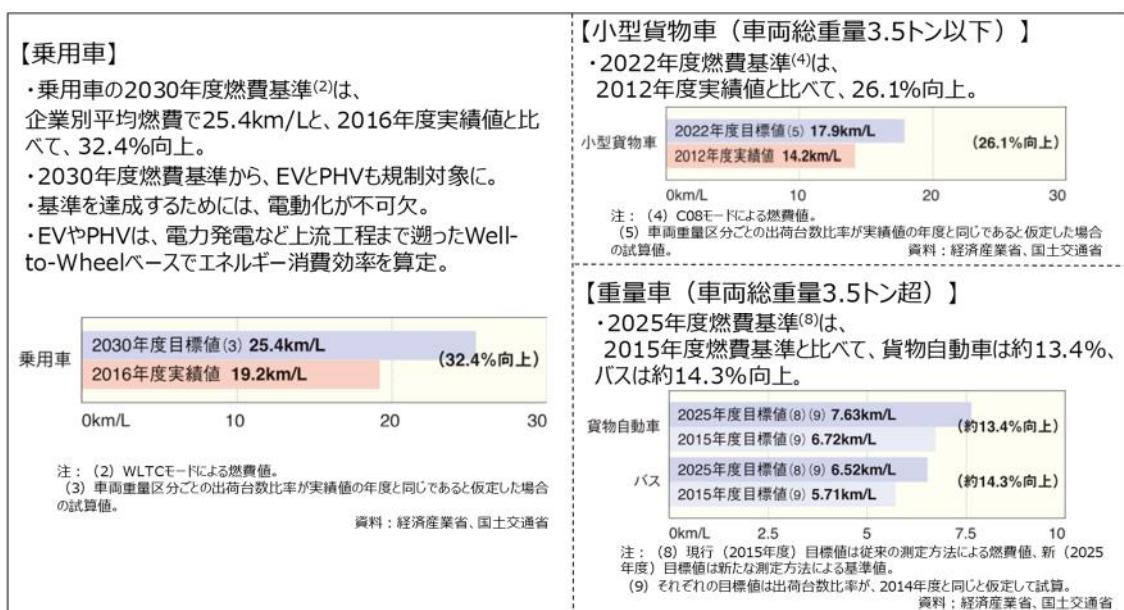 【乗用車】
・乗用車の2030年度燃費基準(2)は、
企業別平均燃費で25.4km/Lと、2016年度実績値と比
べて、32.4%向上。
・2030年度燃費基準から、EVとPHVも規制対象に。
・基準を達成するためには、電動化が不可欠。
・EVやPHVは、電力発電など上流工程まで遡ったWell-
to-Wheelベースでエネルギー消費効率を算定。
乗用車
2030年度目標値(3) 25.4km/L
(32.4%向上)
2016年度実績値 19.2km/L
0km/L 10 20 30
注：（2）WLTCモードによる燃費値。
（3）車両重量区分ごとの出荷台数比率が実績値の年度と同じであると仮定した場合
の試算値。
資料：経済産業省、国土交通省
【小型貨物車（車両総重量3.5トン以下）】
・2022年度燃費基準(4)は、
2012年度実績値と比べて、26.1%向上。
小型貨物車
2022年度目標値(5) 17.9km/L
(26.1%向上)
2012年度実績値 14.2km/L
0km/L 10 20 30
注：（4）C08モードによる燃費値。
（5）車両重量区分ごとの出荷台数比率が実績値の年度と同じであると仮定した場合
の試算値。 資料：経済産業省、国土交通省
【重量車（車両総重量3.5トン超）】
・2025年度燃費基準(8)は、
2015年度燃費基準と比べて、貨物自動車は約13.4%、
バスは約14.3%向上。
貨物自動車
2025年度目標値(8)(9) 7.63km/L
(約13.4%向上)
2015年度目標値(9) 6.72km/L
バス
2025年度目標値(8)(9) 6.52km/L
(約14.3%向上)
2015年度目標値(9) 5.71km/L
0km/L 2.5 5 7.5 10
注：（8）現行（2015年度）目標値は従来の測定方法による燃費値、新（2025
年度）目標値は新たな測定方法による基準値。
（9）それぞれの目標値は出荷台数比率が、2014年度と同じと仮定して試算。
資料：経済産業省、国土交通省